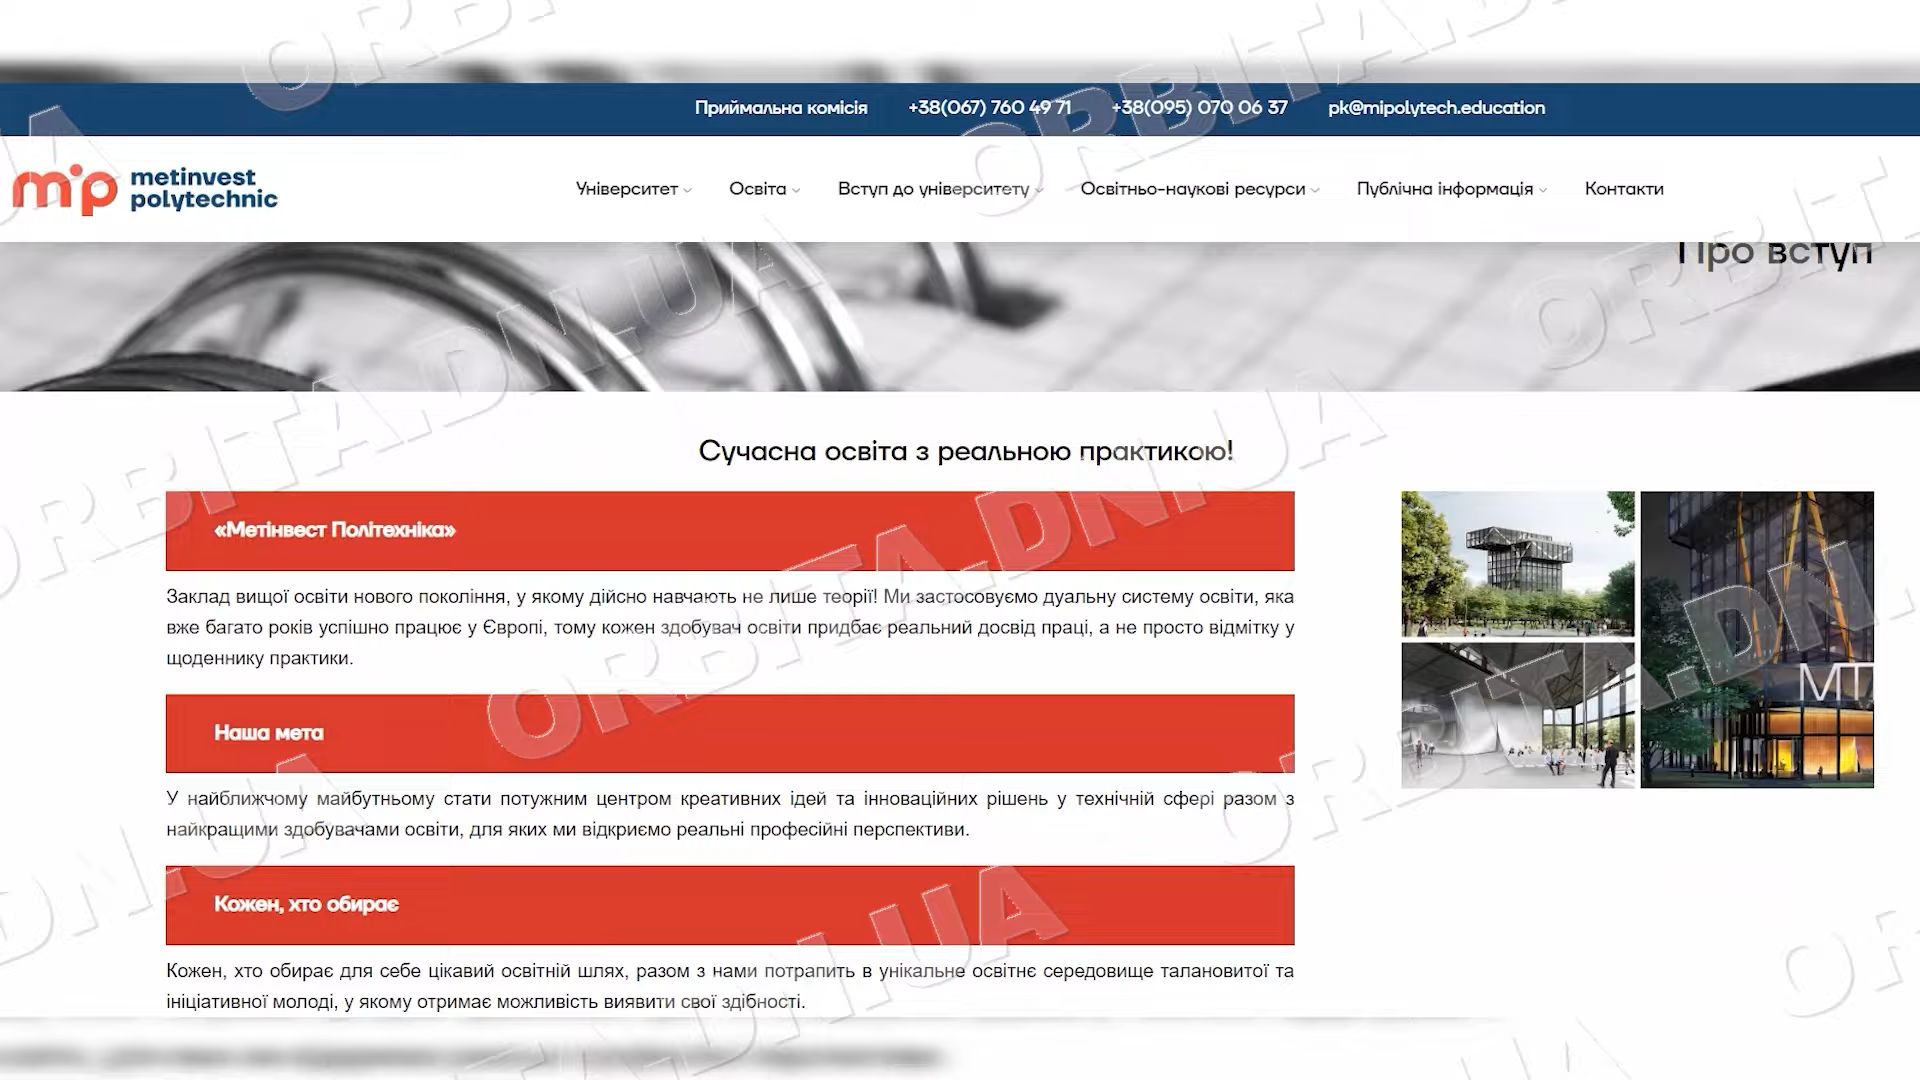 Приймальна комісія +38(067) 760 49 71 +38(095) 070 06 37 pk@mipolytech.education
mip metinvest
polytechnic
Університет Освіта Вступ до університету Освітньо-наукові ресурси Публічна інформація Контакти
Про вступ
Сучасна освіта з реальною практикою!
«Метінвест Політехніка»
Заклад вищої освіти нового покоління, у якому дійсно навчають не лише теорії! Ми застосовуємо дуальну систему освіти, яка
вже багато років успішно працює у Європі, тому кожен здобувач освіти придбає реальний досвід праці, а не просто відмітку у
щоденнику практики.
Наша мета
У найближчому майбутньому стати потужним центром креативних ідей та інноваційних рішень у технічній сфері разом з
найкращими здобувачами освіти, для яких ми відкриємо реальні професійні перспективи.
Кожен, хто обирає
Кожен, хто обирає для себе цікавий освітній шлях, разом з нами потрапить в унікальне освітнє середовище талановитої та
ініціативної молоді, у якому отримає можливість виявити свої здібності.
ORBITA.DN.UA